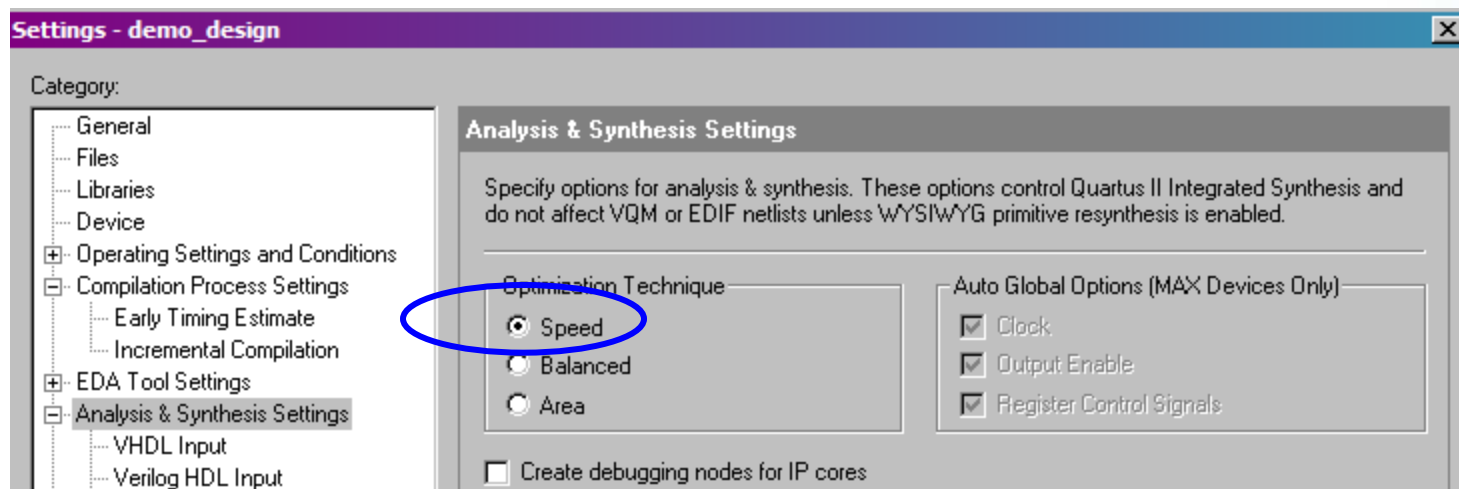 Settings - demo_design
Category:
General
Files
Libraries
Device
Operating Settings and Conditions
Compilation Process Settings
Early Timing Estimate
Incremental Compilation
EDA Tool Settings
Analysis & Synthesis Settings
VHDL Input
Verilog HDL Input
Analysis & Synthesis Settings
Specify options for analysis & synthesis. These options control Quartus II Integrated Synthesis and
do not affect VQM or EDIF netlists unless WYSIWYG primitive resynthesis is enabled.
Optimization Technique
Speed
Balanced
Area
Auto Global Options (MAX Devices Only)
Clock
Output Enable
Register Control Signals
Create debugging nodes for IP cores